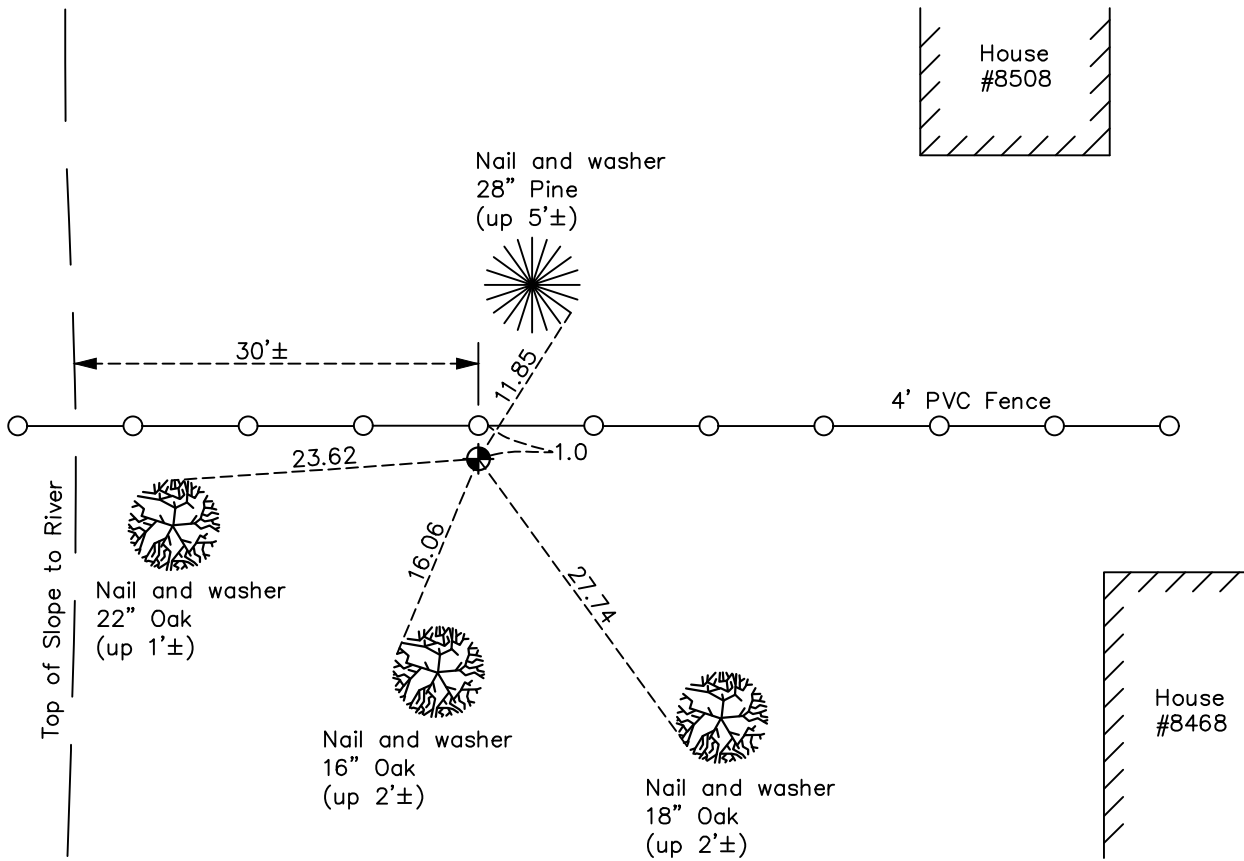 House
#8508
Nail and washer
28” Pine
(up 5’±)
30’±
11.85
4’ PVC Fence
1.0
23.62
Top of Slope to River
Nail and washer
22” Oak
(up 1’±)
16.06
27.74
Nail and washer
16” Oak
(up 2’±)
House
#8468
Nail and washer
18” Oak
(up 2’±)